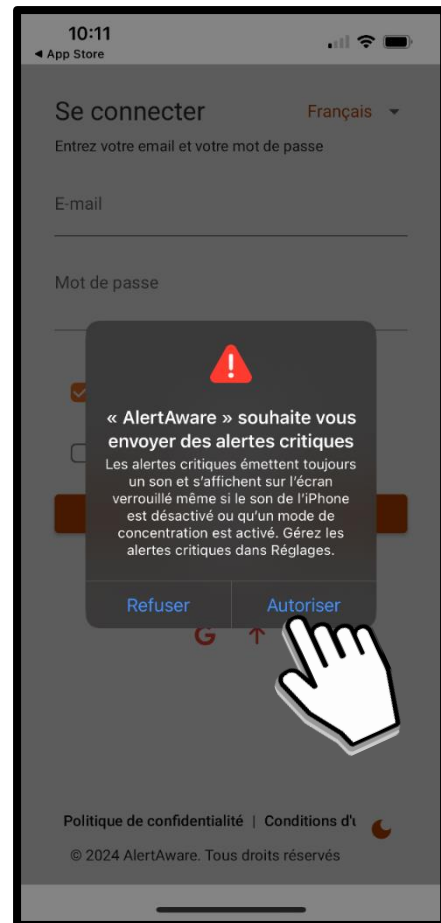 10:11
◀ App Store
Se connecter
Français
Entrez votre email et votre mot de passe
E-mail
Mot de passe
« AlertAware » souhaite vous
envoyer des alertes critiques
Les alertes critiques émettent toujours
un son et s'affichent sur l'écran
verrouillé même si le son de l'iPhone
est désactivé ou qu'un mode de
concentration est activé. Gérez les
alertes critiques dans Réglages.
Refuser
Autoriser
G
Politique de confidentialité | Conditions d'u
© 2024 AlertAware. Tous droits réservés